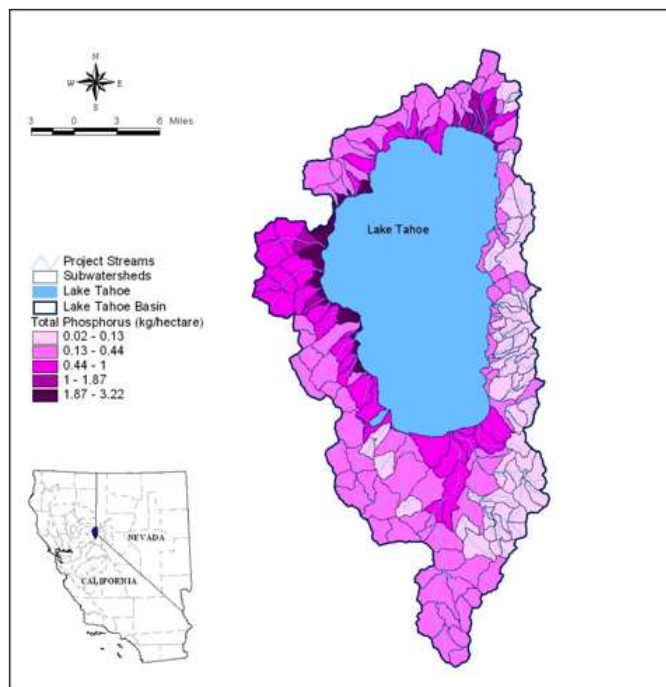 N
W E
S
3 0 3 6 Miles
Lake Tahoe
Project Streams
Subwatersheds
Lake Tahoe
Lake Tahoe Basin
Total Phosphorus (kg/hectare)
0.02 - 0.13
0.13 - 0.44
0.44 - 1
1 - 1.87
1.87 - 3.22
NEVADA
CALIFORNIA